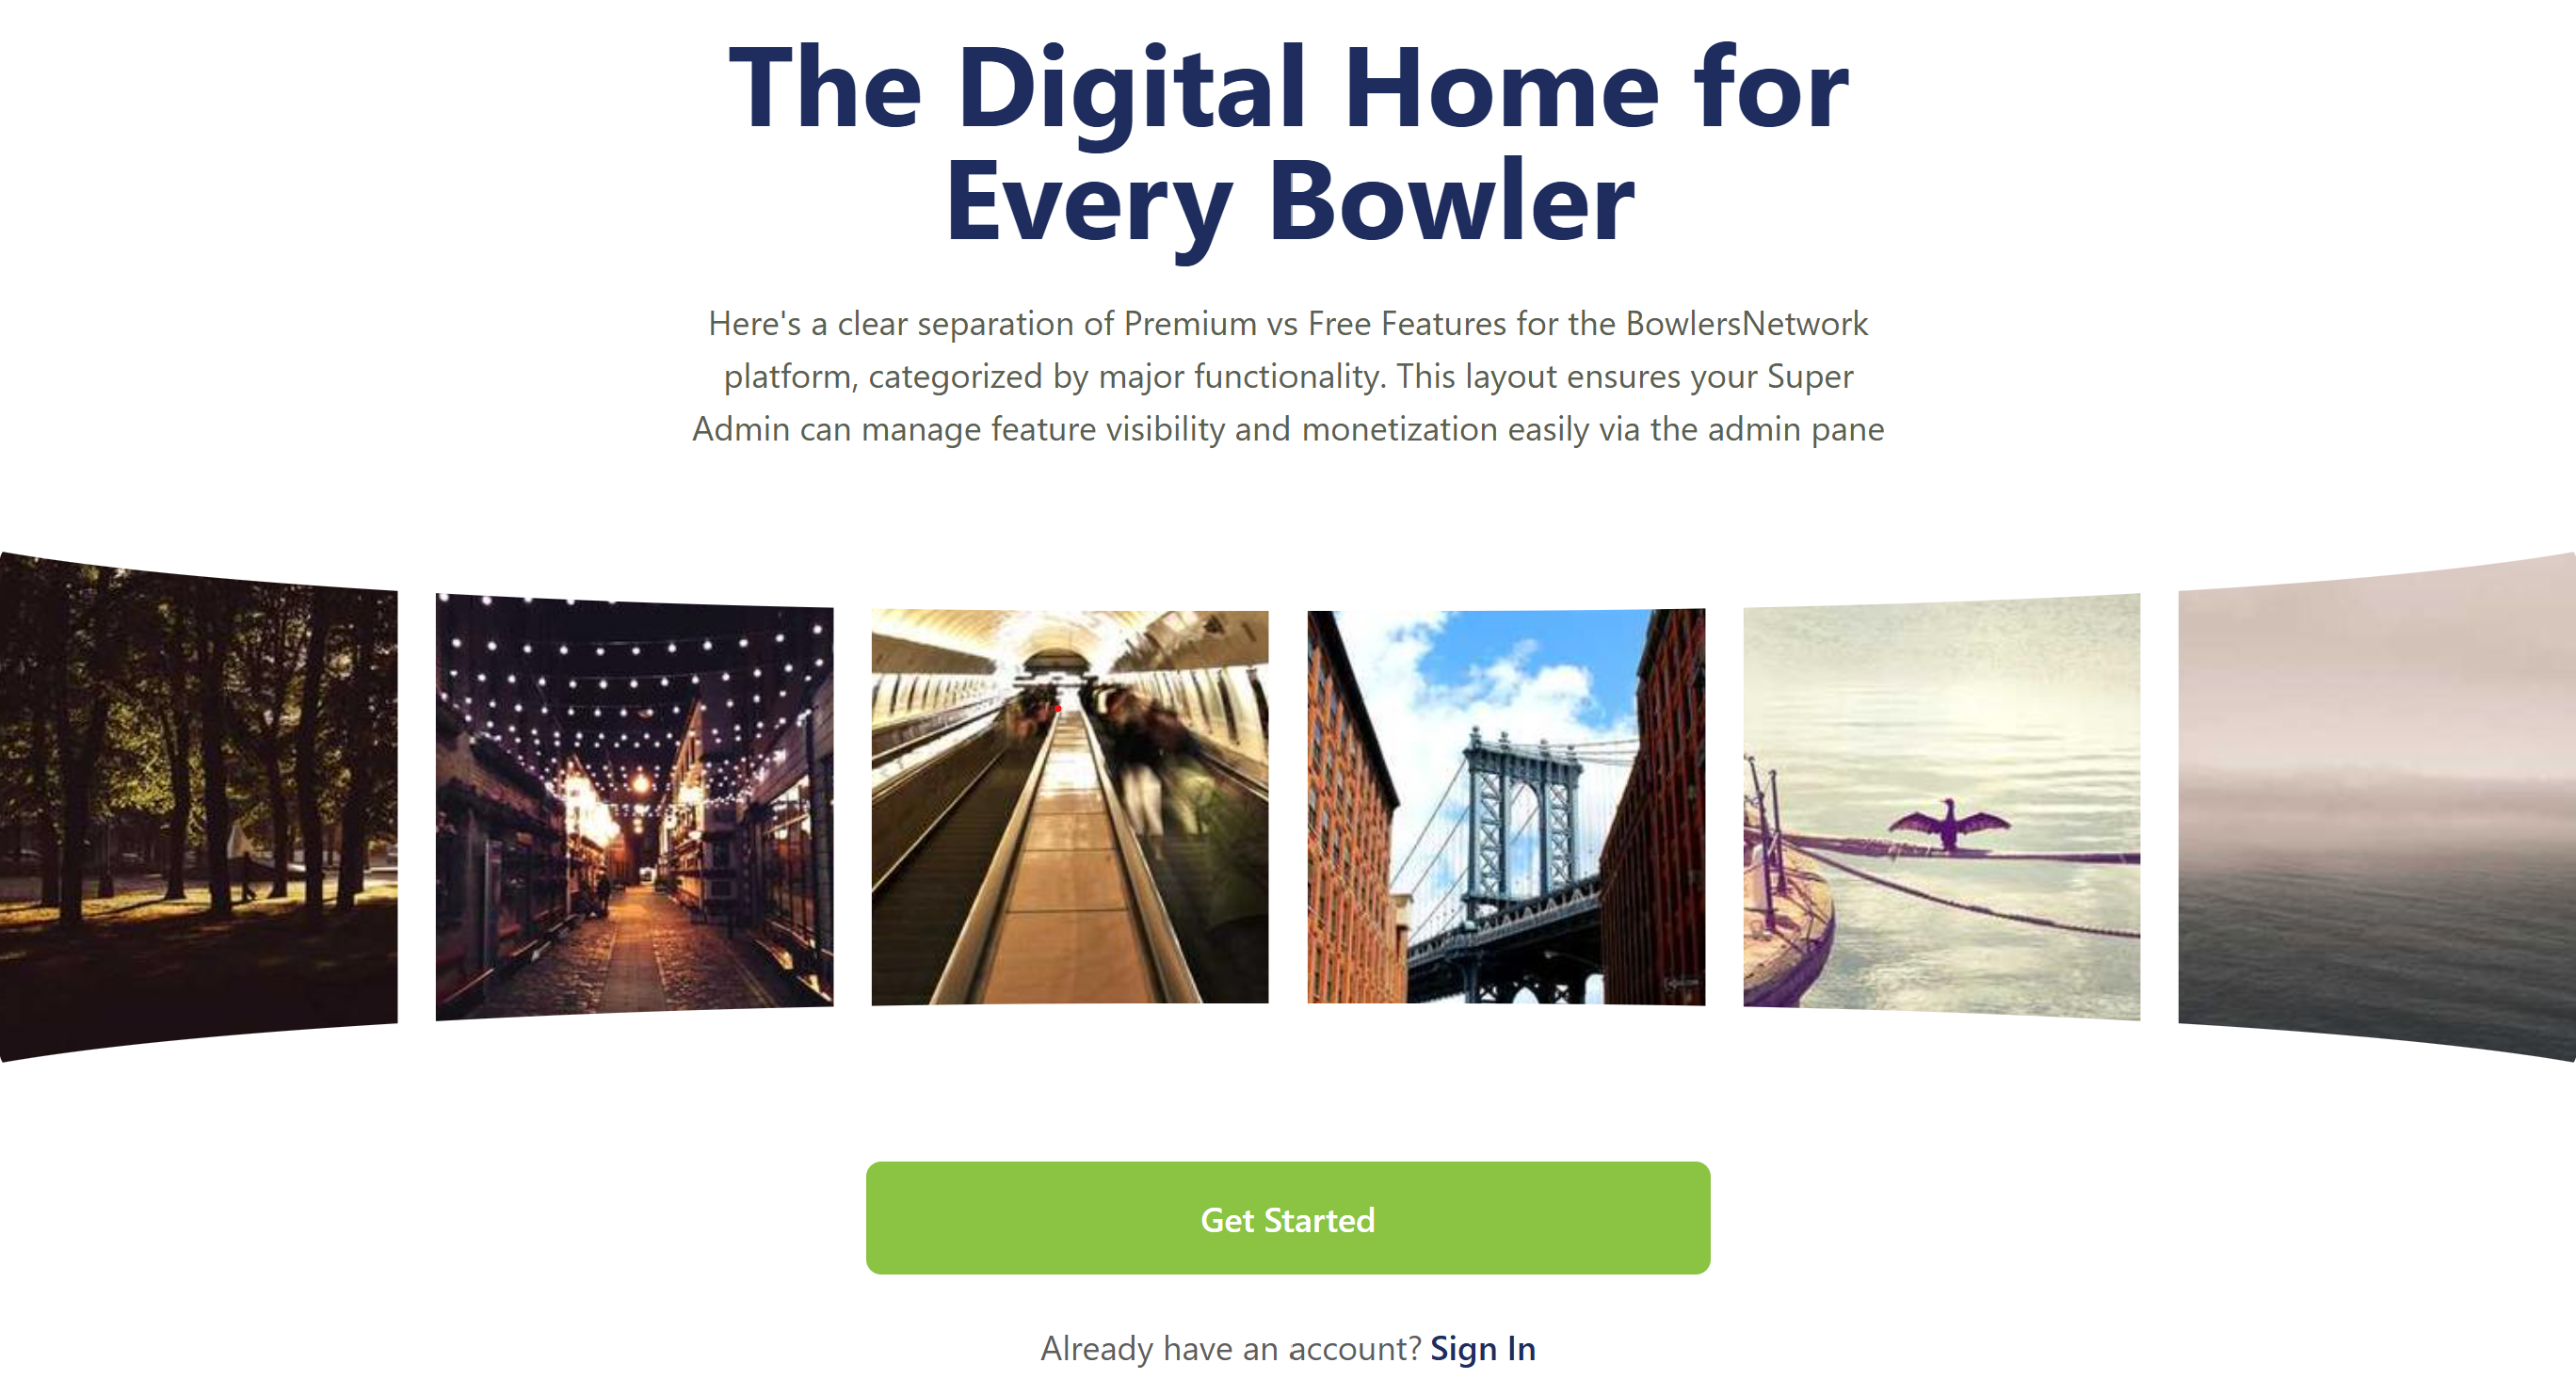 The Digital Home for
Every Bowler
Here's a clear separation of Premium vs Free Features for the BowlersNetwork
platform, categorized by major functionality. This layout ensures your Super
Admin can manage feature visibility and monetization easily via the admin pane
Get Started
Already have an account? Sign In